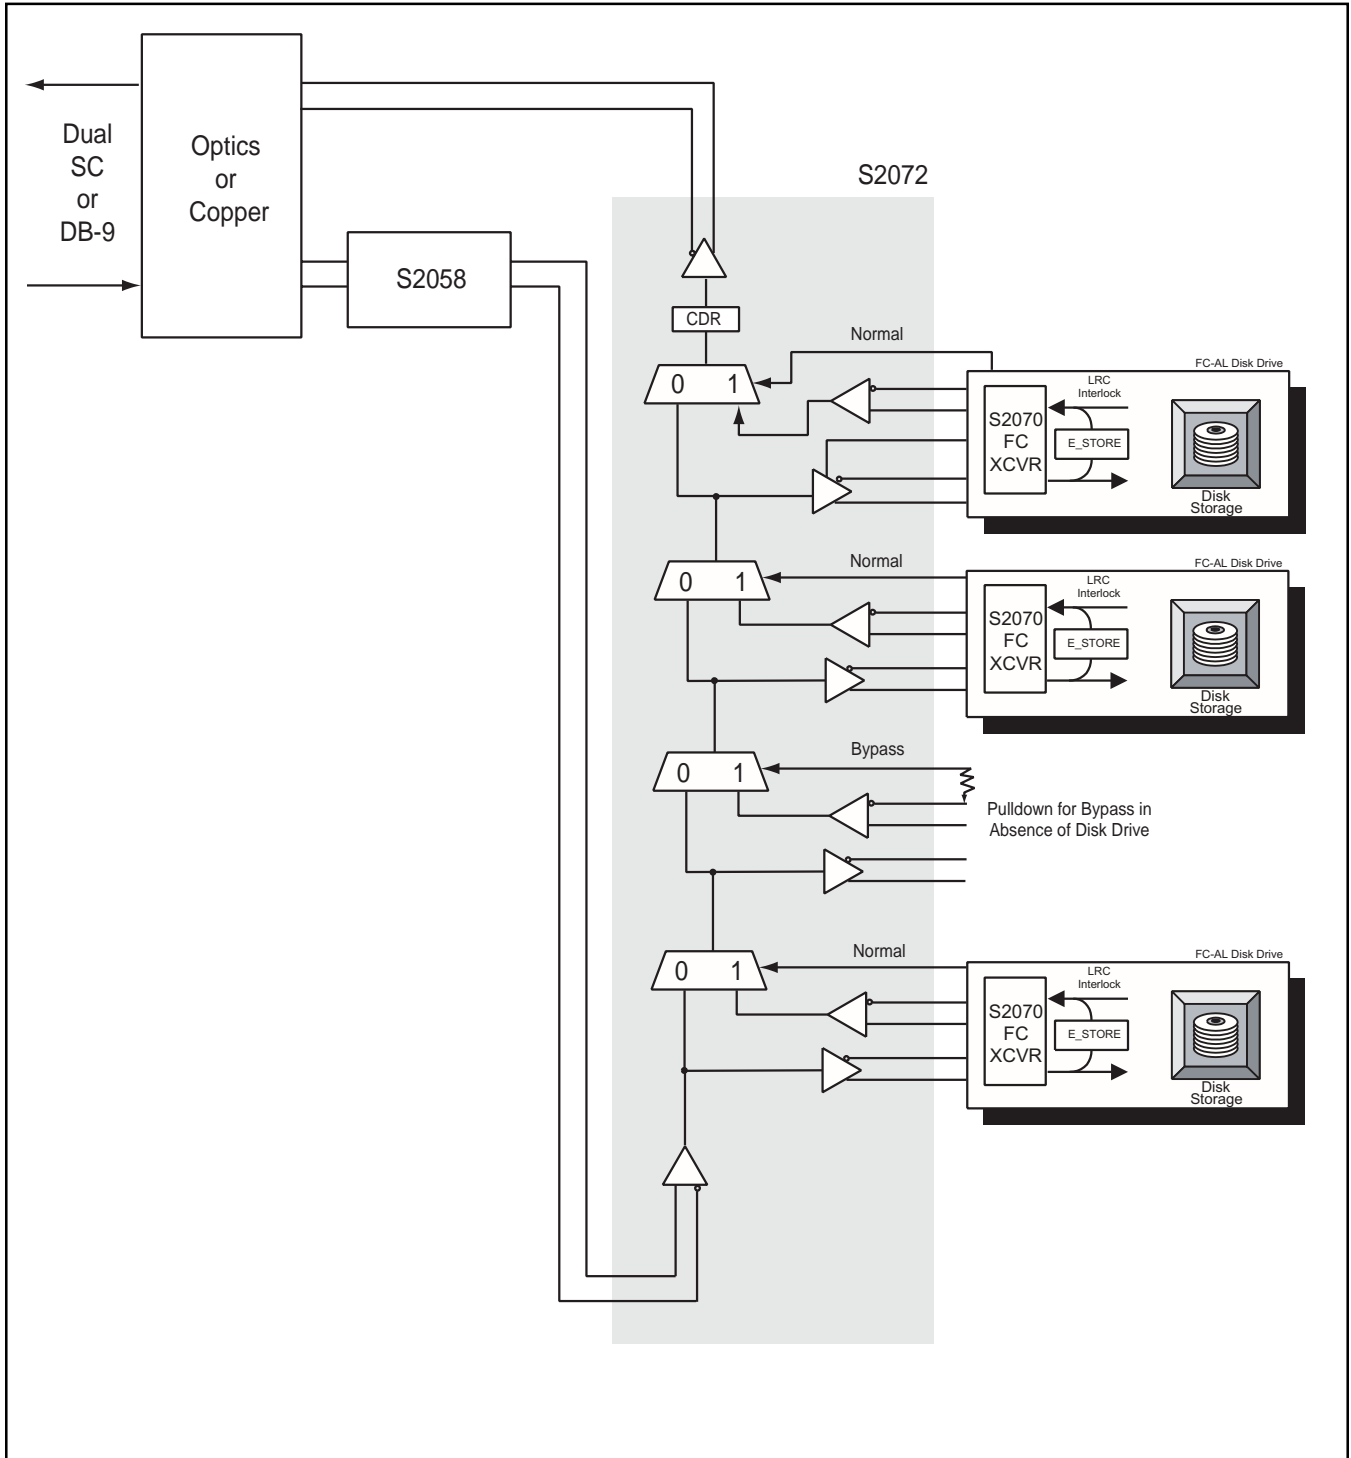 Dual
SC
or
DB-9
Optics
or
Copper
S2058
S2072
CDR
0 1
Normal
FC-AL Disk Drive
S2070
FC
XCVR
LRC
Interlock
E_STORE
Disk
Storage
0 1
Normal
FC-AL Disk Drive
S2070
FC
XCVR
LRC
Interlock
E_STORE
Disk
Storage
0 1
Bypass
Pulldown for Bypass in
Absence of Disk Drive
0 1
Normal
FC-AL Disk Drive
S2070
FC
XCVR
LRC
Interlock
E_STORE
Disk
Storage